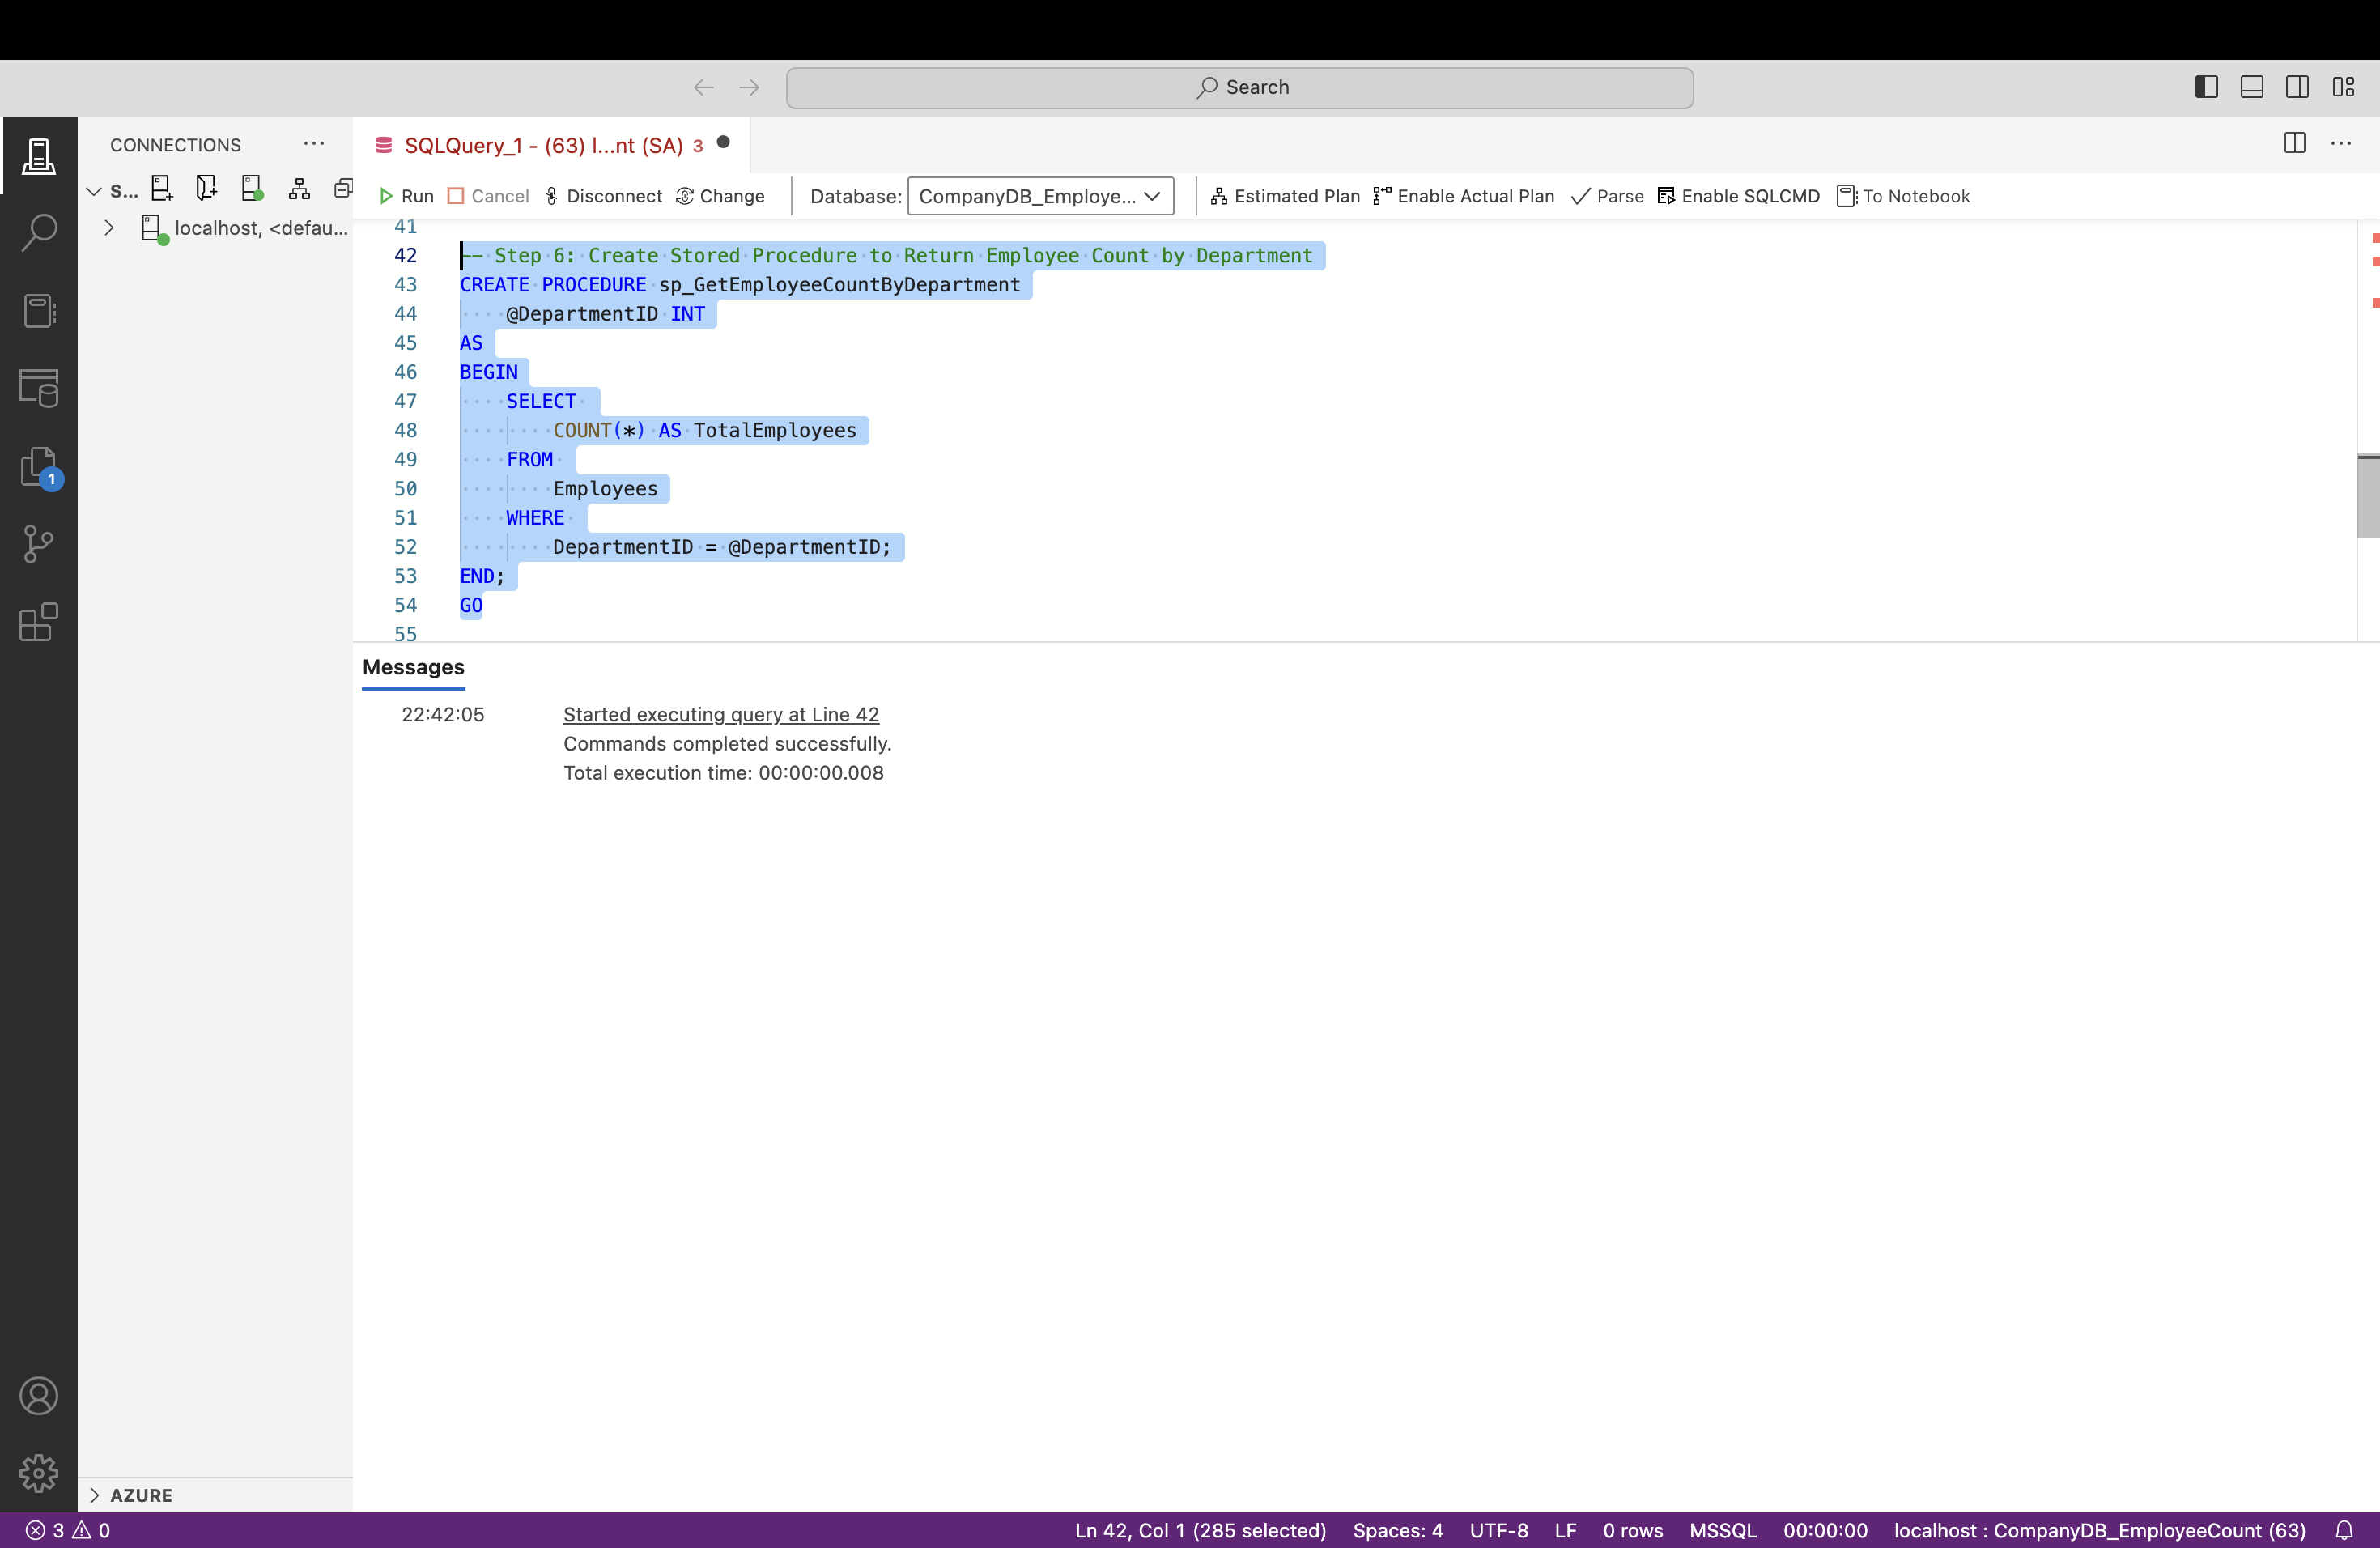 Search
CONNECTIONS
S...
localhost, <defau...
SQLQuery_1 - (63) l...nt (SA) 3
Run Cancel Disconnect Change Database: CompanyDB_Employe... Estimated Plan Enable Actual Plan Parse Enable SQLCMD To Notebook
41
42 -- Step 6: Create Stored Procedure to Return Employee Count by Department
43 CREATE PROCEDURE sp_GetEmployeeCountByDepartment
44 @DepartmentID INT
45 AS
46 BEGIN
47 SELECT
48 COUNT(*) AS TotalEmployees
49 FROM
50 Employees
51 WHERE
52 DepartmentID = @DepartmentID;
53 END;
54 GO
55
1
Messages
22:42:05 Started executing query at Line 42
Commands completed successfully.
Total execution time: 00:00:00.008
AZURE
3 0 Ln 42, Col 1 (285 selected) Spaces: 4 UTF-8 LF 0 rows MSSQL 00:00:00 localhost : CompanyDB_EmployeeCount (63)